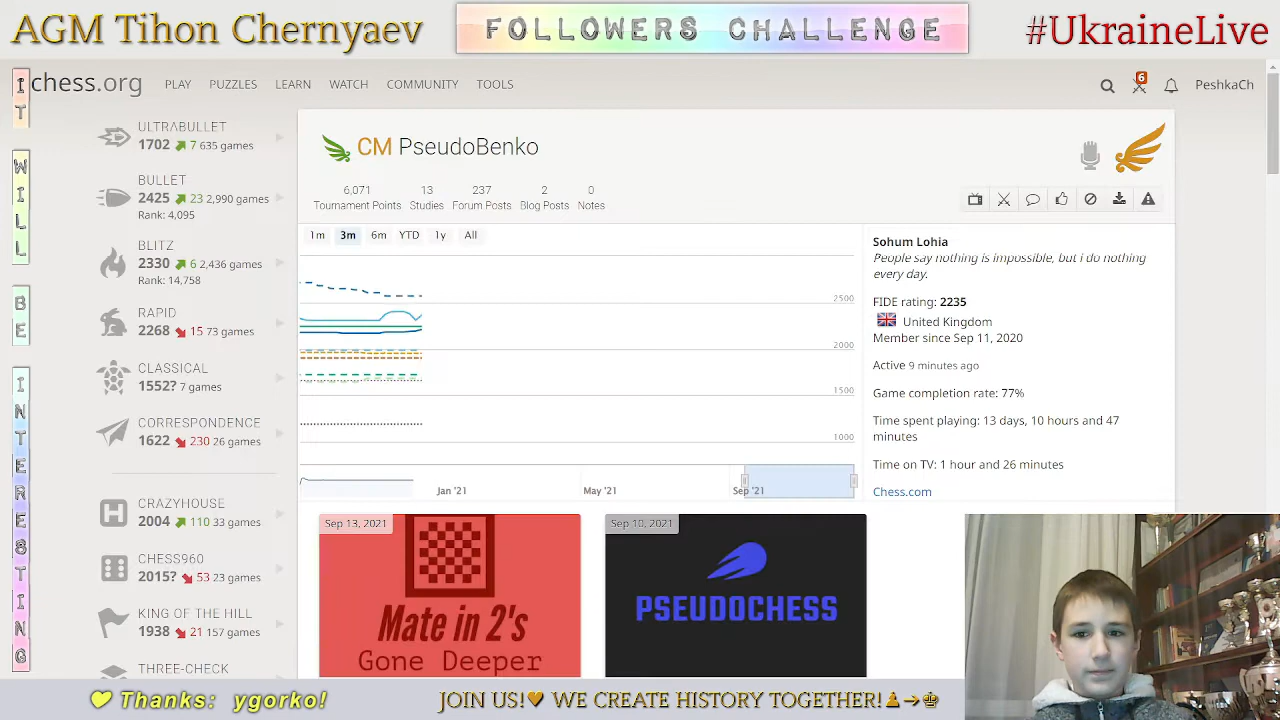 AGM Tihon Chernyaev
FOLLOWERS CHALLENGE
#UkraineLive
IT WILL BE INTERESTING
chess.org
PLAY
PUZZLES
LEARN
WATCH
COMMUNITY
TOOLS
6
PeshkaCh
ULTRABULLET
1702 7 635 games
BULLET
2425 23 2,990 games
Rank: 4,095
BLITZ
2330 6 2,436 games
Rank: 14,758
RAPID
2268 15 73 games
CLASSICAL
1552? 7 games
CORRESPONDENCE
1622 230 26 games
CRAZYHOUSE
2004 110 33 games
CHESS960
2015? 53 23 games
KING OF THE HILL
1938 21 157 games
THREE-CHECK
CM PseudoBenko
6,071 13 237 2 0
Tournament Points Studies Forum Posts Blog Posts Notes
1m 3m 6m YTD 1y All
2500
2000
1500
1000
Jan '21 May '21 Sep '21
Sohum Lohia
People say nothing is impossible, but i do nothing
every day.
FIDE rating: 2235
United Kingdom
Member since Sep 11, 2020
Active 9 minutes ago
Game completion rate: 77%
Time spent playing: 13 days, 10 hours and 47
minutes
Time on TV: 1 hour and 26 minutes
Chess.com
Sep 13, 2021
Mate in 2's
Gone Deeper
Sep 10, 2021
PSEUDOCHESS
Thanks: ygorko!
JOIN US! WE CREATE HISTORY TOGETHER!